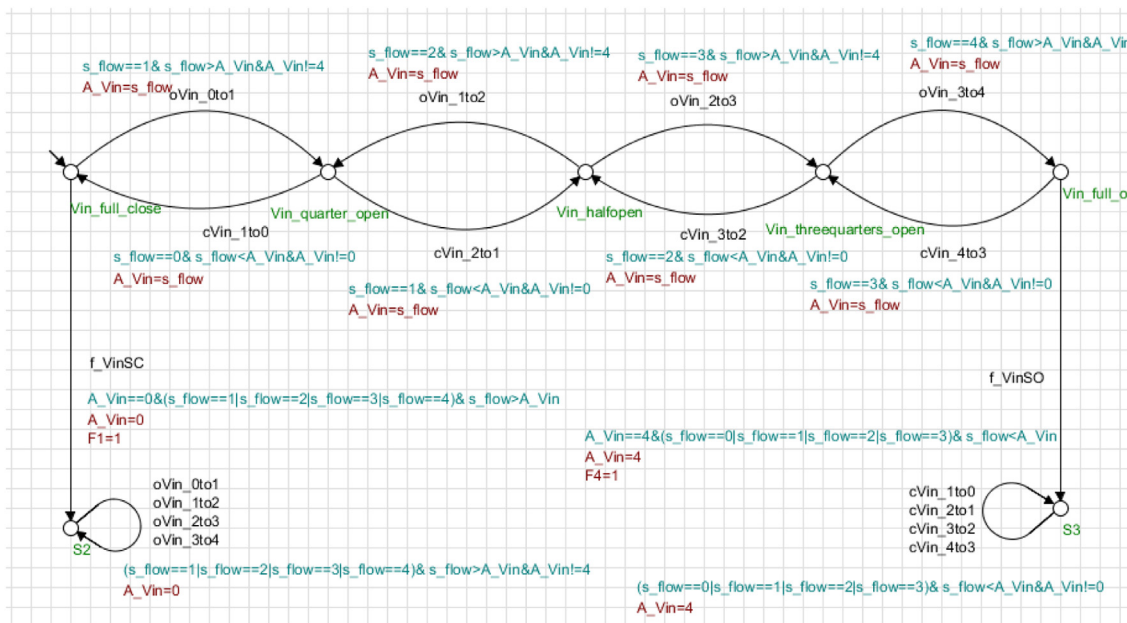 s_flow==1& s_flow>A_Vin&A_Vin!=4
A_Vin=s_flow
oVin_0to1
s_flow==2& s_flow>A_Vin&A_Vin!=4
A_Vin=s_flow
oVin_1to2
s_flow==3& s_flow>A_Vin&A_Vin!=4
A_Vin=s_flow
oVin_2to3
s_flow==4& s_flow>A_Vin&A_Vin
A_Vin=s_flow
oVin_3to4
Vin_full_close
Vin_quarter_open
Vin_halfopen
Vin_threequarters_open
Vin_full_o
cVin_1to0
s_flow==0& s_flow<A_Vin&A_Vin!=0
A_Vin=s_flow
cVin_2to1
s_flow==1& s_flow<A_Vin&A_Vin!=0
A_Vin=s_flow
cVin_3to2
s_flow==2& s_flow<A_Vin&A_Vin!=0
A_Vin=s_flow
cVin_4to3
s_flow==3& s_flow<A_Vin&A_Vin!=0
A_Vin=s_flow
f_VinSC
A_Vin==0&(s_flow==1|s_flow==2|s_flow==3|s_flow==4)& s_flow>A_Vin
A_Vin=0
F1=1
f_VinSO
A_Vin==4&(s_flow==0|s_flow==1|s_flow==2|s_flow==3)& s_flow<A_Vin
A_Vin=4
F4=1
oVin_0to1
oVin_1to2
oVin_2to3
oVin_3to4
S2
(s_flow==1|s_flow==2|s_flow==3|s_flow==4)& s_flow>A_Vin&A_Vin!=4
A_Vin=0
cVin_1to0
cVin_2to1
cVin_3to2
cVin_4to3
S3
(s_flow==0|s_flow==1|s_flow==2|s_flow==3)& s_flow<A_Vin&A_Vin!=0
A_Vin=4